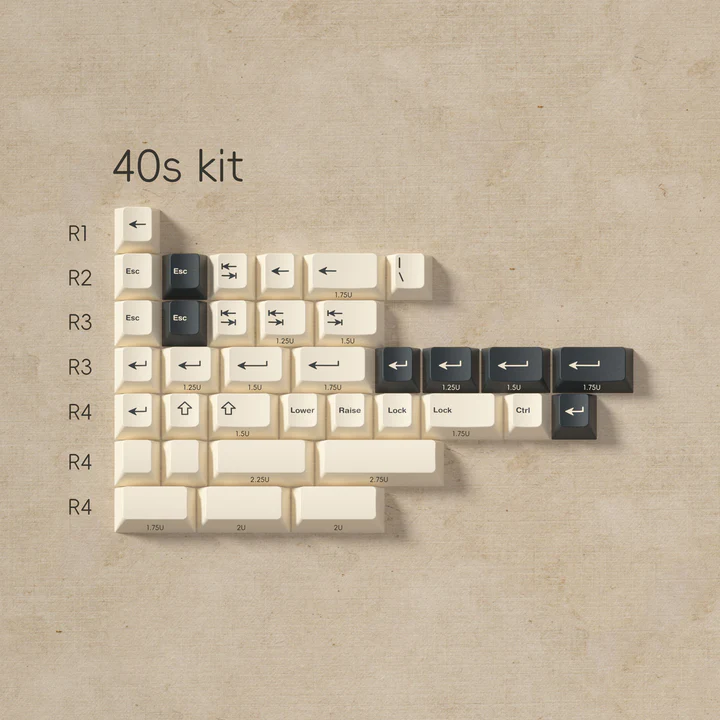 40s kit
R1 ←
R2 Esc Esc ← | \
1.75U
R3 Esc Esc
1.25U 1.5U
R3
1.25U 1.5U 1.75U 1.25U 1.5U 1.75U
R4 Lower Raise Lock Lock Ctrl
1.5U 1.75U
R4
2.25U 2.75U
R4
1.75U 2U 2U